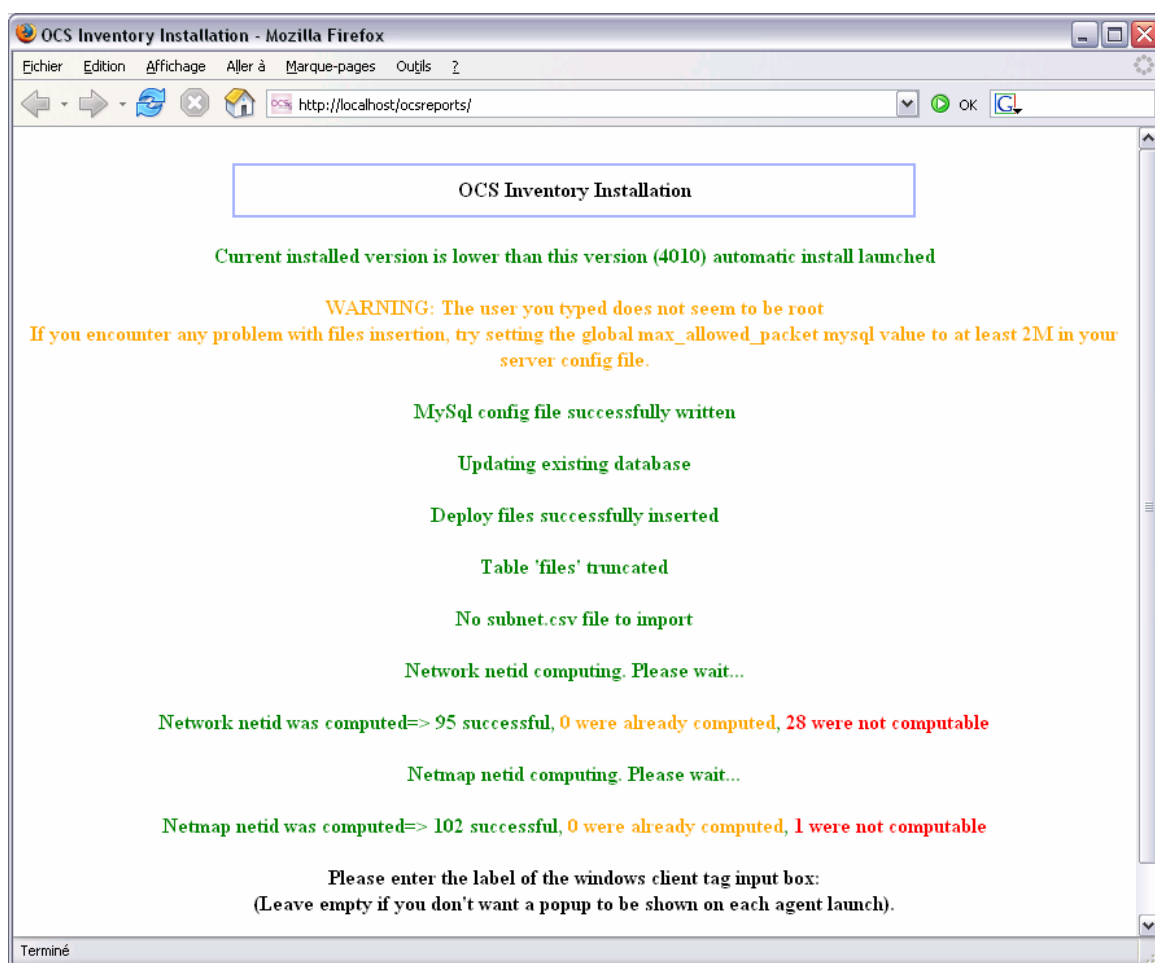 OCS Inventory Installation - Mozilla Firefox
Fichier Edition Affichage Aller à Marque-pages Outils ?
http://localhost/ocsreports/ OK G
OCS Inventory Installation
Current installed version is lower than this version (4010) automatic install launched
WARNING: The user you typed does not seem to be root
If you encounter any problem with files insertion, try setting the global max_allowed_packet mysql value to at least 2M in your
server config file.
MySql config file successfully written
Updating existing database
Deploy files successfully inserted
Table 'files' truncated
No subnet.csv file to import
Network netid computing. Please wait...
Network netid was computed=> 95 successful, 0 were already computed, 28 were not computable
Netmap netid computing. Please wait...
Netmap netid was computed=> 102 successful, 0 were already computed, 1 were not computable
Please enter the label of the windows client tag input box:
(Leave empty if you don't want a popup to be shown on each agent launch).
Terminé